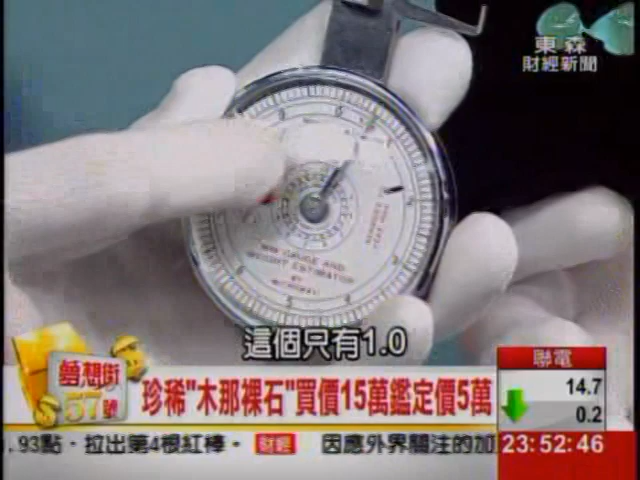 東森
財經新聞
MM GAUGE AND
WEIGHT ESTIMATOR
BY
這個只有1.0
夢想街
57號
珍稀"木那裸石"買價15萬鑑定價5萬
聯電
14.7
0.2
.93點‧拉出第4根紅棒‧ 財經 因應外界關注的加
23:52:46